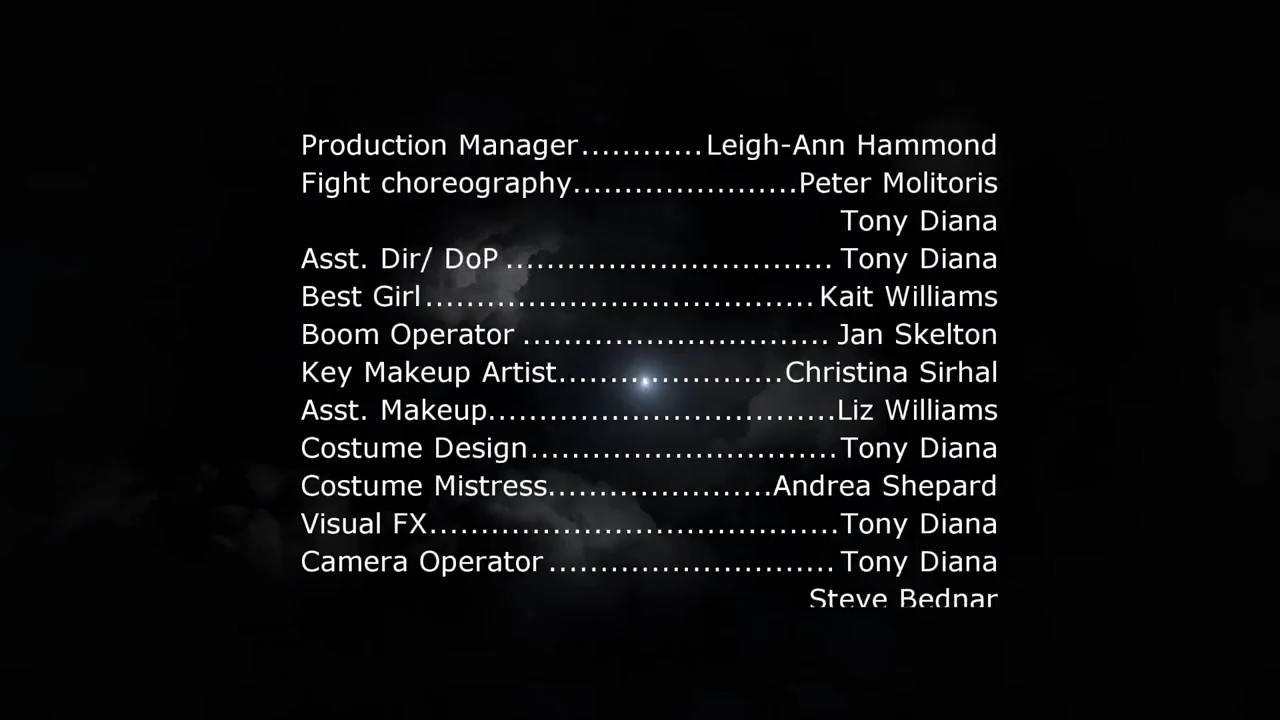 Production Manager............Leigh-Ann Hammond
Fight choreography......................Peter Molitoris
Tony Diana
Asst. Dir/ DoP ................................ Tony Diana
Best Girl...................................... Kait Williams
Boom Operator .............................. Jan Skelton
Key Makeup Artist......................Christina Sirhal
Asst. Makeup..................................Liz Williams
Costume Design..............................Tony Diana
Costume Mistress......................Andrea Shepard
Visual FX........................................Tony Diana
Camera Operator ............................ Tony Diana
Steve Bednar